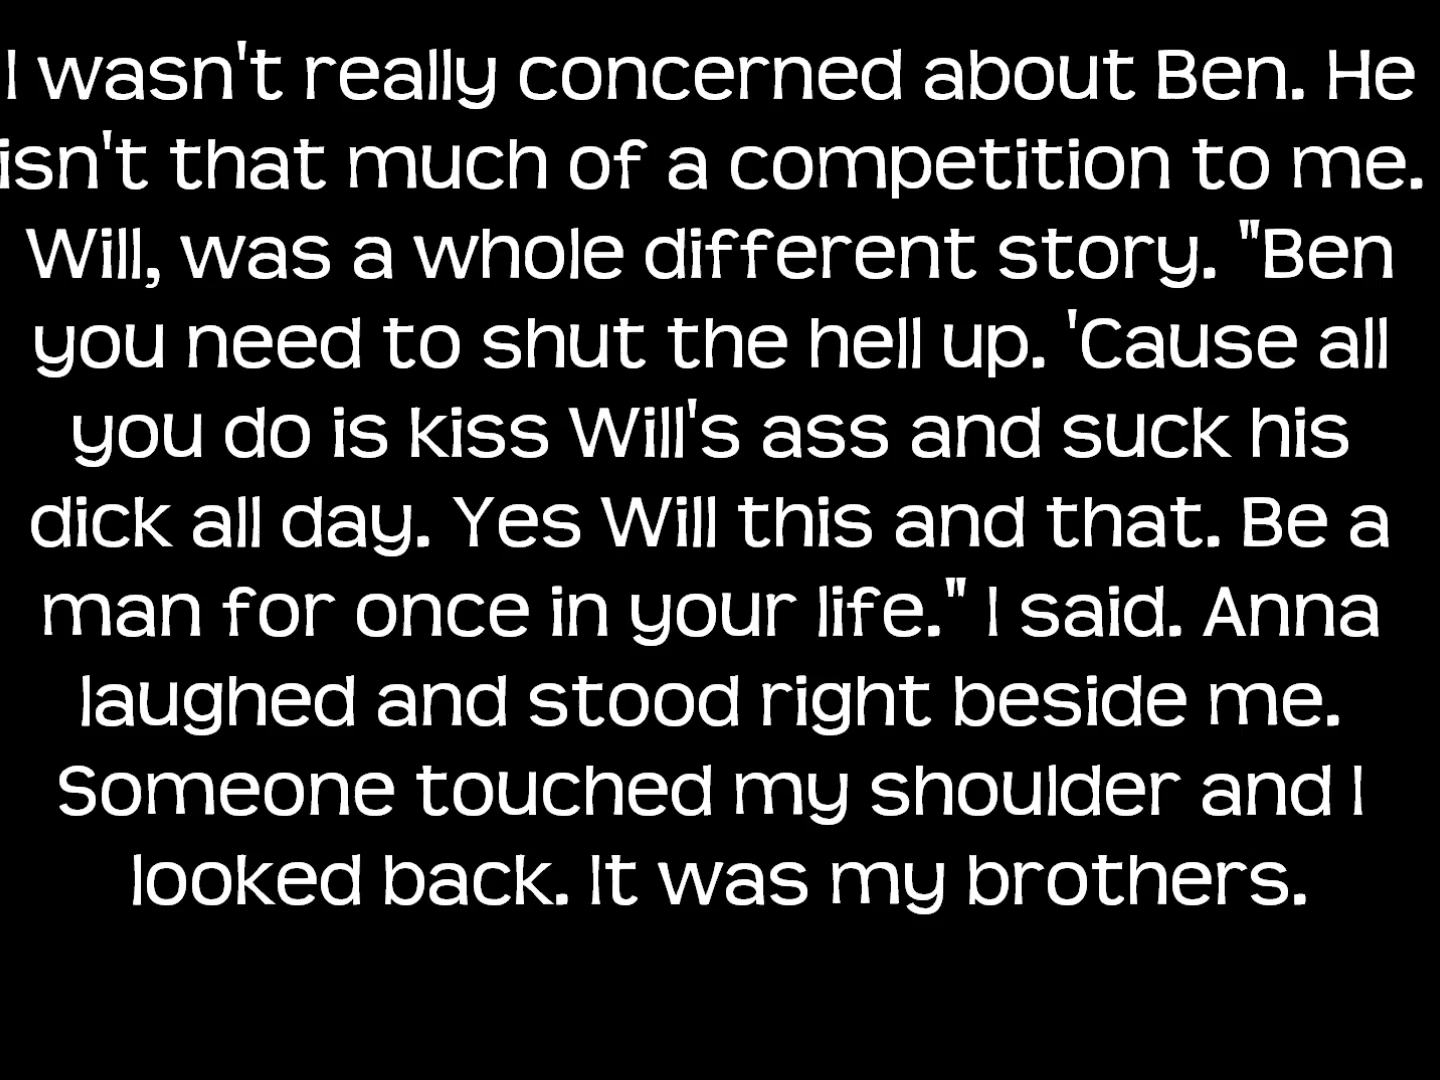 I wasn't really concerned about Ben. He
isn't that much of a competition to me.
Will, was a whole different story. "Ben
you need to shut the hell up. 'Cause all
you do is kiss Will's ass and suck his
dick all day. Yes Will this and that. Be a
man for once in your life." I said. Anna
laughed and stood right beside me.
Someone touched my shoulder and I
looked back. It was my brothers.